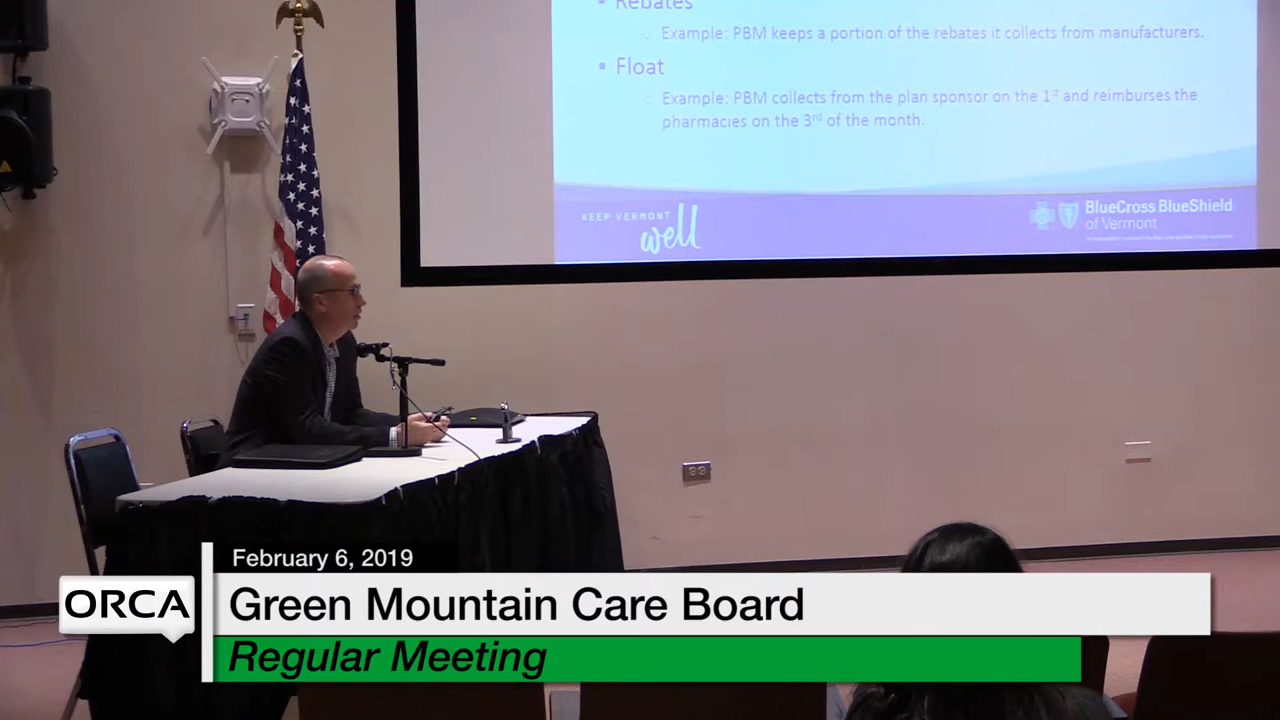 Rebates
Example: PBM keeps a portion of the rebates it collects from manufacturers.
Float
Example: PBM collects from the plan sponsor on the 1st and reimburses the
pharmacies on the 3rd of the month.
KEEP VERMONT
well
BlueCross BlueShield
of Vermont
February 6, 2019
ORCA
Green Mountain Care Board
Regular Meeting